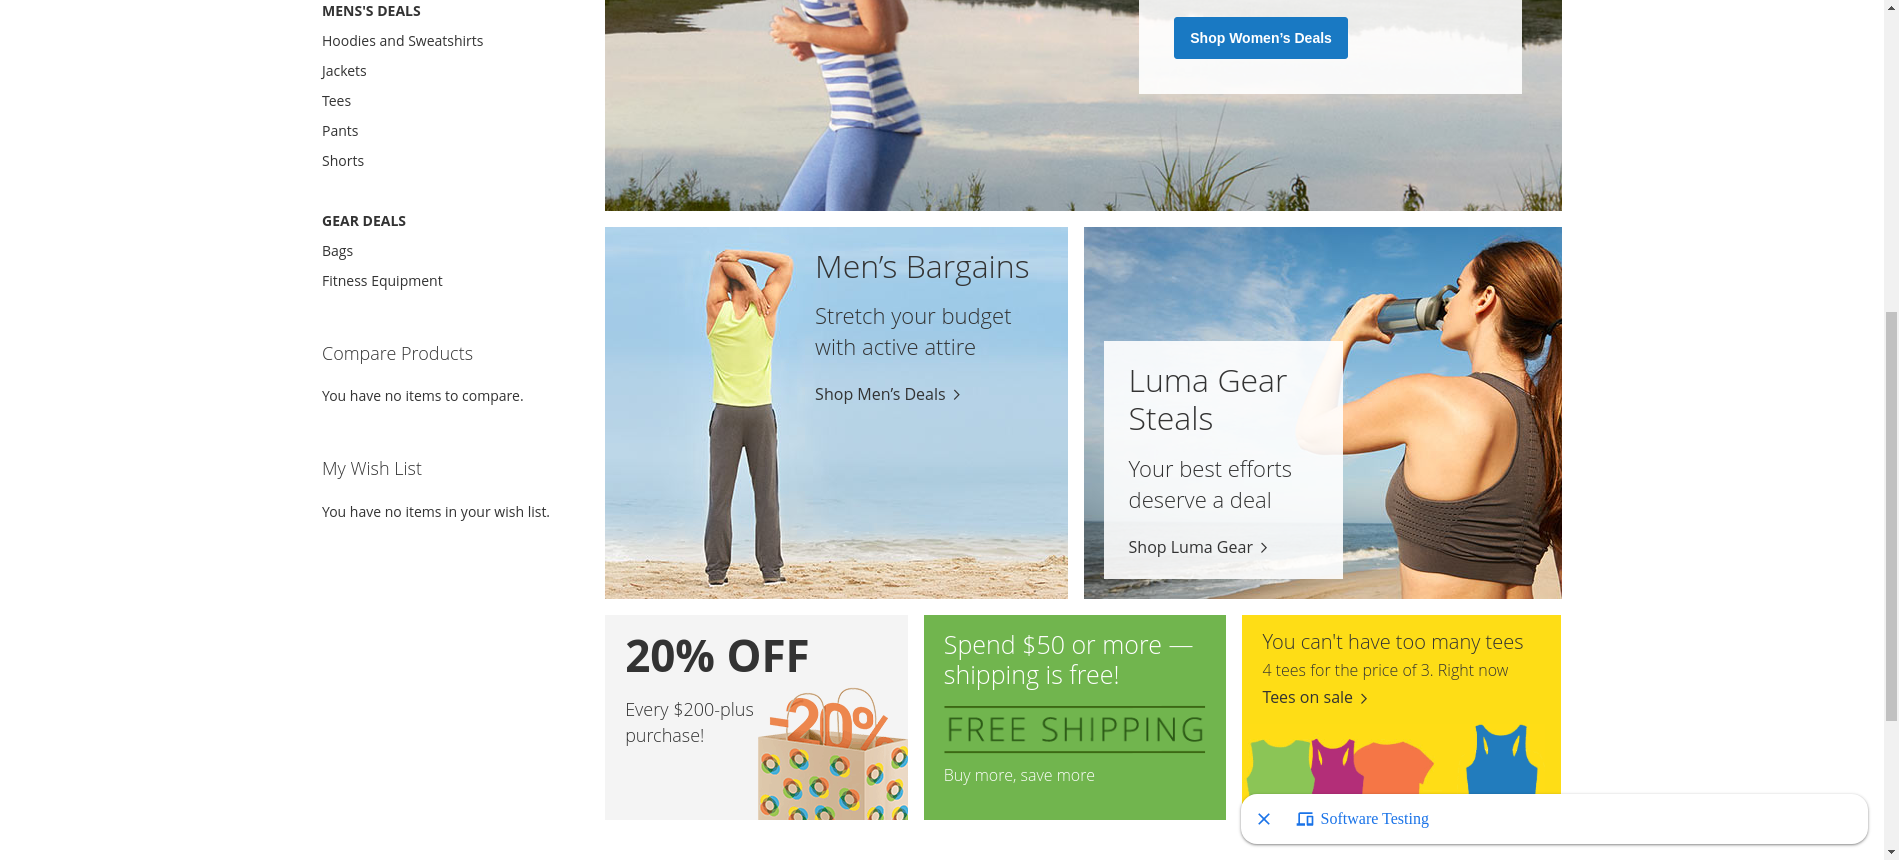 MENS'S DEALS
Hoodies and Sweatshirts
Jackets
Tees
Pants
Shorts
GEAR DEALS
Bags
Fitness Equipment
Compare Products
You have no items to compare.
My Wish List
You have no items in your wish list.
Shop Women’s Deals
Men’s Bargains
Stretch your budget
with active attire
Shop Men’s Deals
Luma Gear
Steals
Your best efforts
deserve a deal
Shop Luma Gear
20% OFF
Every $200-plus
purchase!
-20%
Spend $50 or more —
shipping is free!
FREE SHIPPING
Buy more, save more
You can't have too many tees
4 tees for the price of 3. Right now
Tees on sale
Software Testing